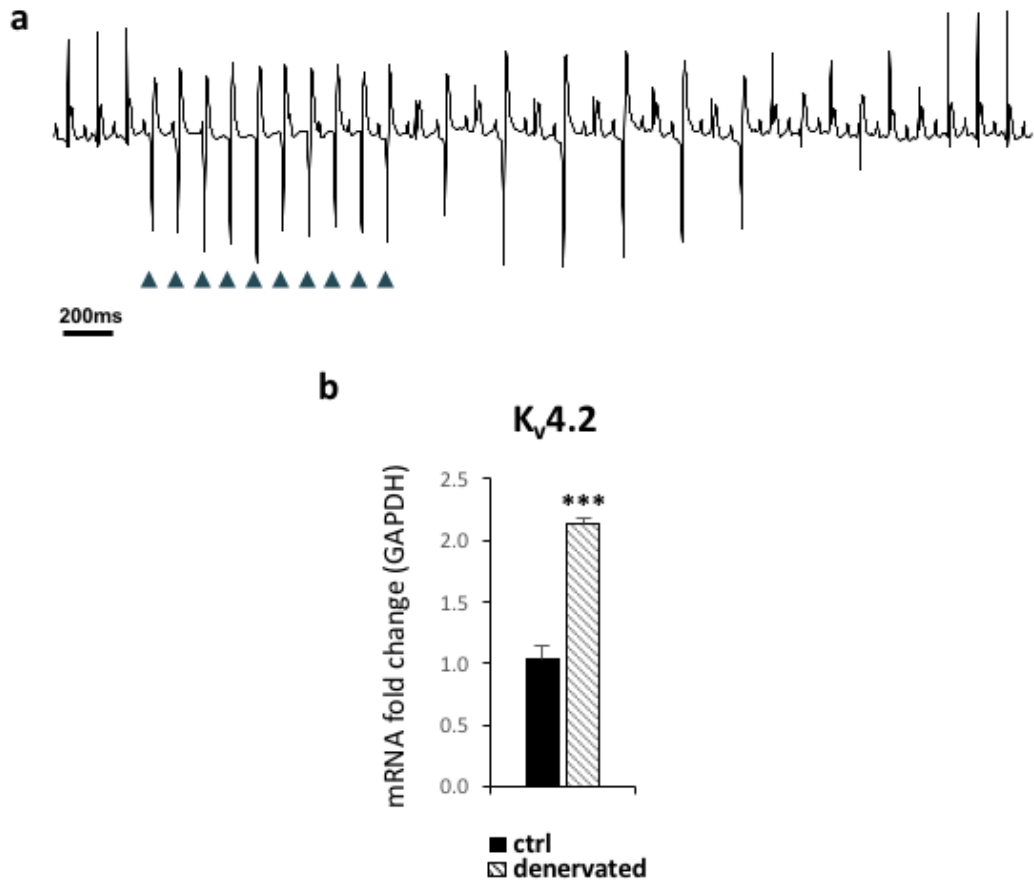 a
200ms
b
Kv4.2
mRNA fold change (GAPDH)
2.5
2.0
1.5
1.0
0.5
0.0
***
ctrl
denervated